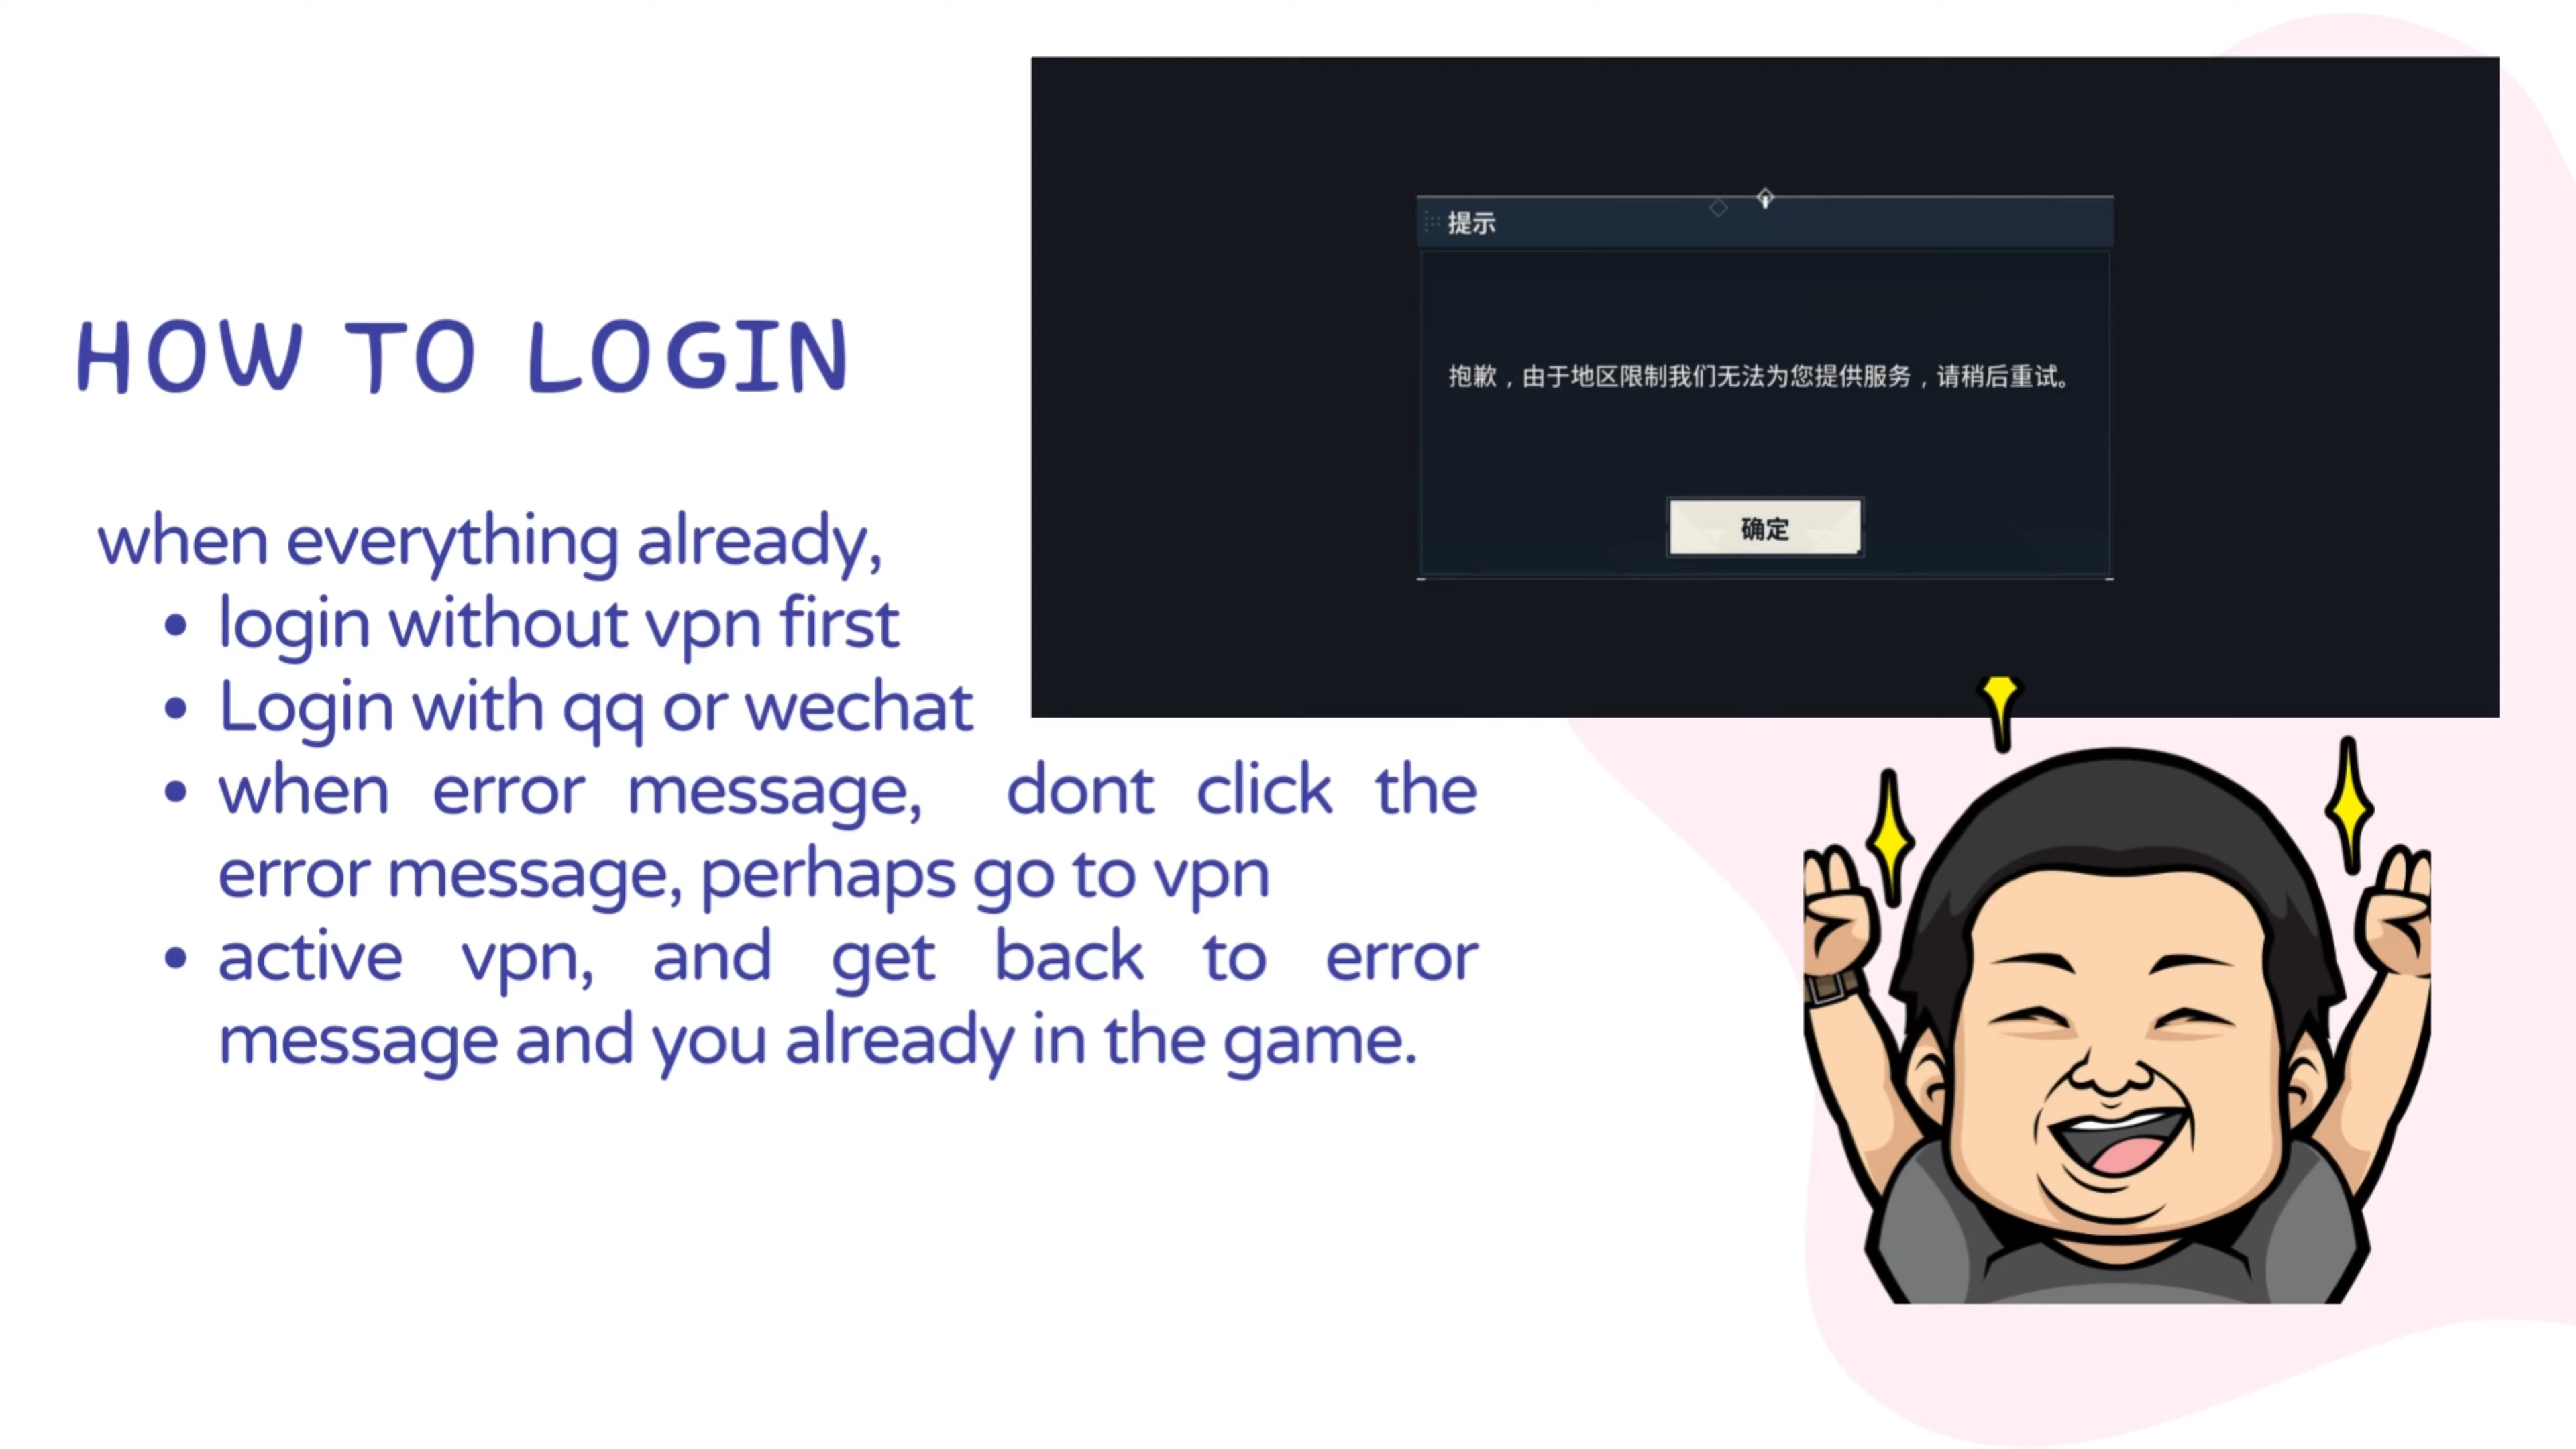 HOW TO LOGIN
when everything already,
• login without vpn first
• Login with qq or wechat
• when error message, dont click the
error message, perhaps go to vpn
• active vpn, and get back to error
message and you already in the game.
提示
抱歉，由于地区限制我们无法为您提供服务，请稍后重试。
确定